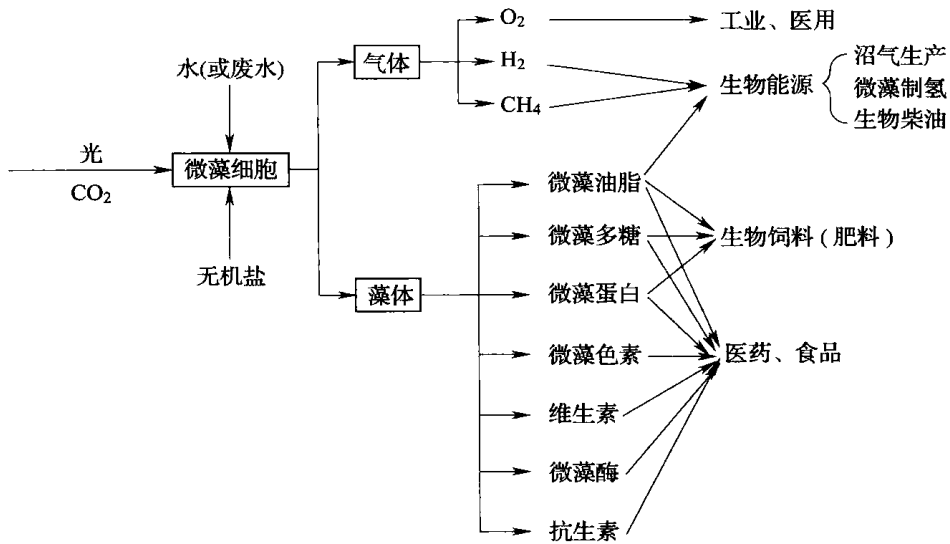 O₂
工业、医用
水(或废水)
气体
H₂
生物能源
沼气生产
微藻制氢
生物柴油
CH₄
光
CO₂
微藻细胞
无机盐
藻体
微藻油脂
微藻多糖
生物饲料(肥料)
微藻蛋白
微藻色素
医药、食品
维生素
微藻酶
抗生素